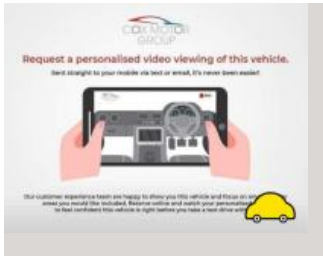 COX MOTOR
GROUP
Request a personalised video viewing of this vehicle.
Sent straight to your mobile via text or email, it's never been easier!
Our customer experience team are happy to show you this vehicle and focus on
areas you would like included. Reserve online and watch your personalised
to feel confident this vehicle is right before you take a test drive with